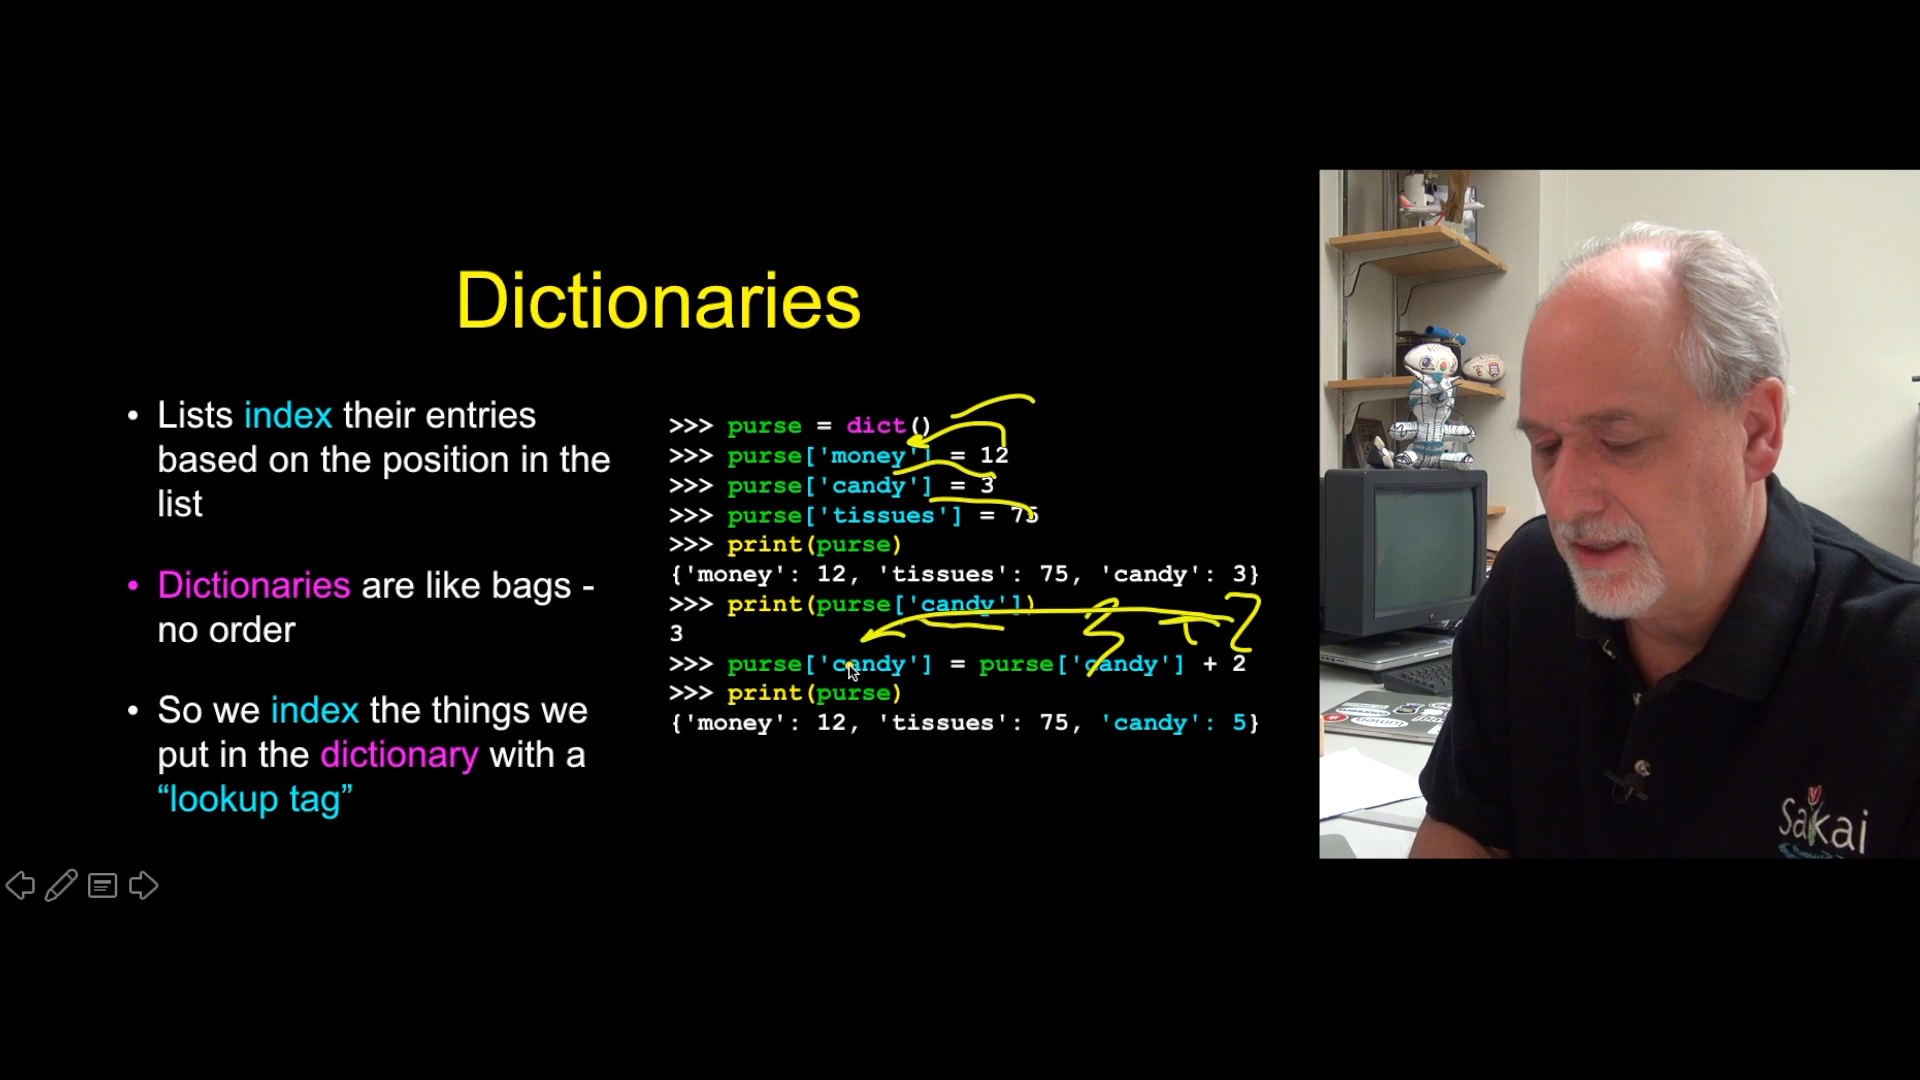 Dictionaries
• Lists index their entries
based on the position in the
list
• Dictionaries are like bags -
no order
• So we index the things we
put in the dictionary with a
“lookup tag”
>>> purse = dict()
>>> purse['money'] = 12
>>> purse['candy'] = 3
>>> purse['tissues'] = 75
>>> print(purse)
{'money': 12, 'tissues': 75, 'candy': 3}
>>> print(purse['candy'])
3
3 + 2
>>> purse['candy'] = purse['candy'] + 2
>>> print(purse)
{'money': 12, 'tissues': 75, 'candy': 5}
Sakai